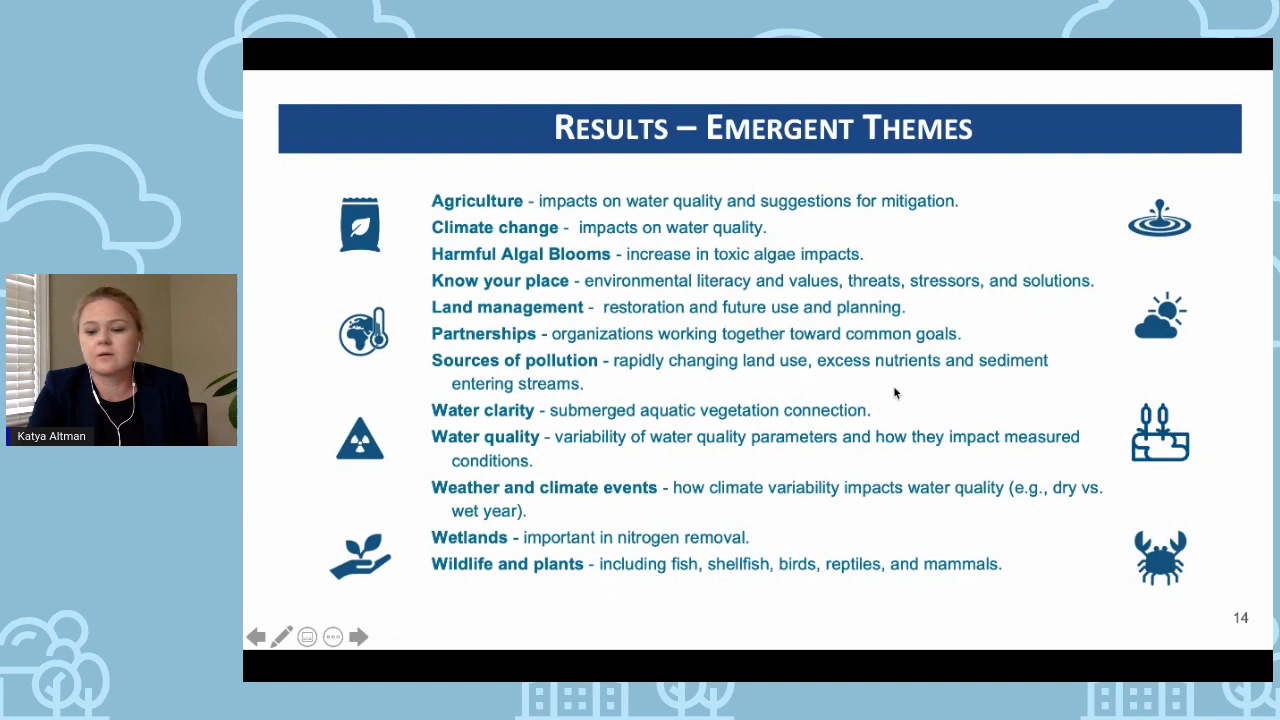 RESULTS – EMERGENT THEMES
Agriculture - impacts on water quality and suggestions for mitigation.
Climate change - impacts on water quality.
Harmful Algal Blooms - increase in toxic algae impacts.
Know your place - environmental literacy and values, threats, stressors, and solutions.
Land management - restoration and future use and planning.
Partnerships - organizations working together toward common goals.
Sources of pollution - rapidly changing land use, excess nutrients and sediment
entering streams.
Water clarity - submerged aquatic vegetation connection.
Water quality - variability of water quality parameters and how they impact measured
conditions.
Weather and climate events - how climate variability impacts water quality (e.g., dry vs.
wet year).
Wetlands - important in nitrogen removal.
Wildlife and plants - including fish, shellfish, birds, reptiles, and mammals.
14
Katya Altman